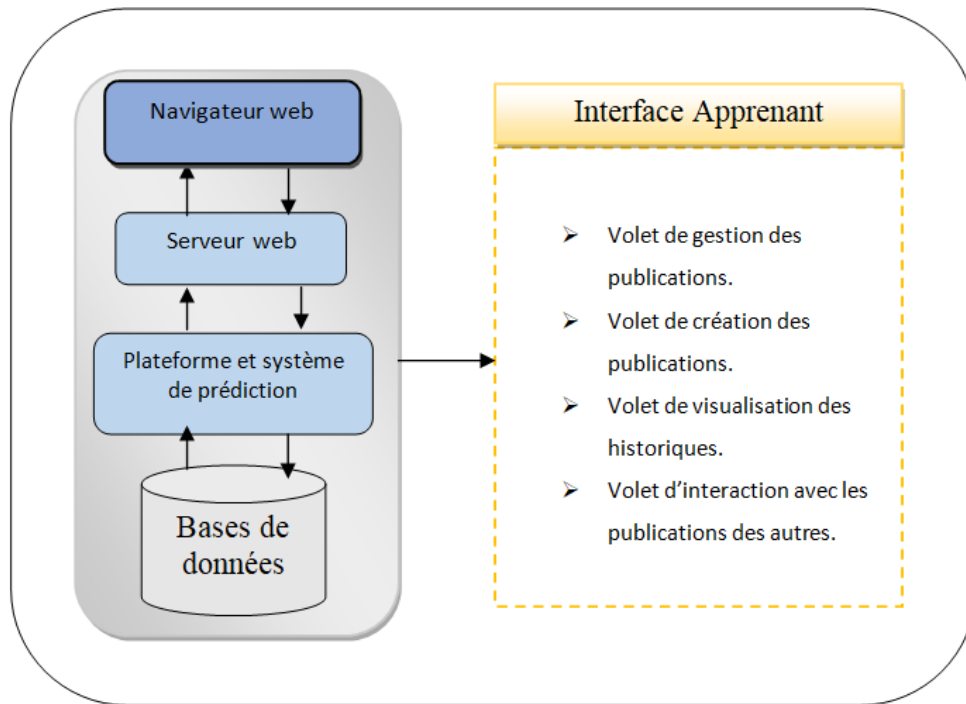 Navigateur web
Serveur web
Plateforme et système
de prédiction
Bases de
données
Interface Apprenant
➢ Volet de gestion des
publications.
➢ Volet de création des
publications.
➢ Volet de visualisation des
historiques.
➢ Volet d’interaction avec les
publications des autres.